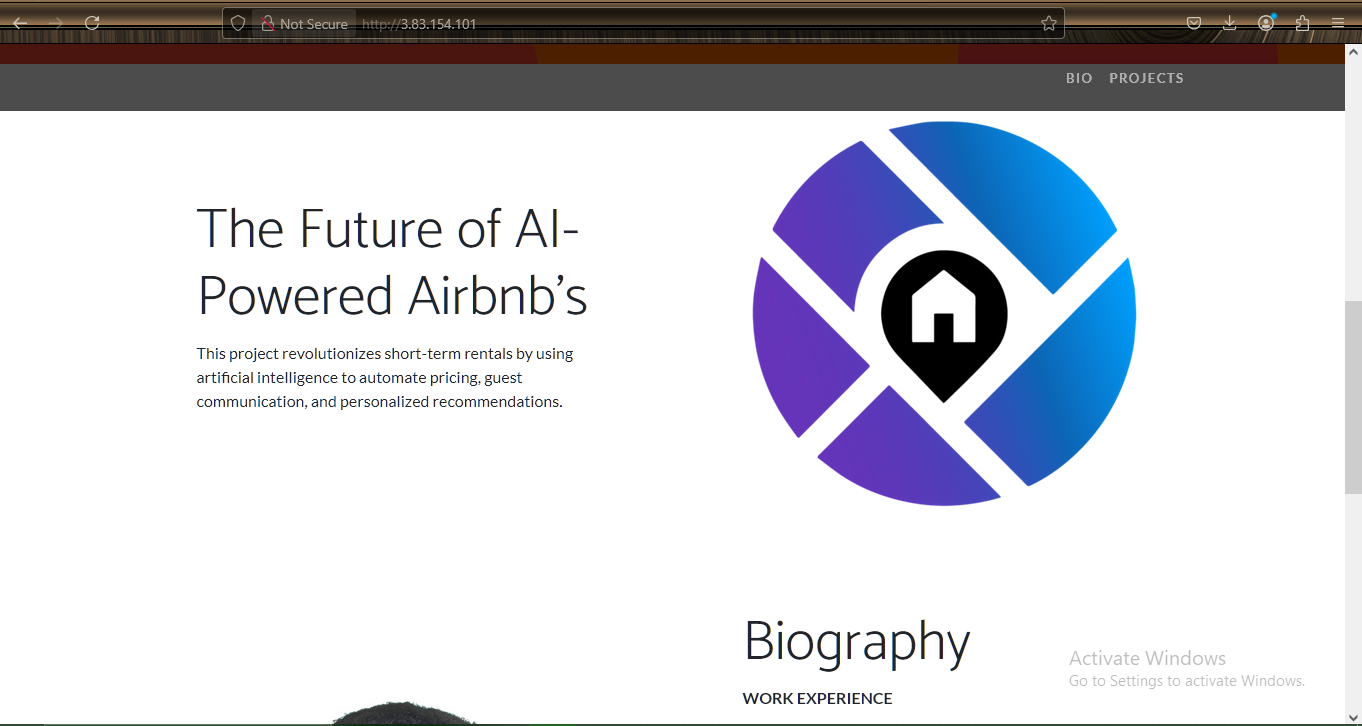 Not Secure http://3.83.154.101
BIO PROJECTS
The Future of AI-
Powered Airbnb’s
This project revolutionizes short-term rentals by using
artificial intelligence to automate pricing, guest
communication, and personalized recommendations.
Biography
WORK EXPERIENCE
Activate Windows
Go to Settings to activate Windows.